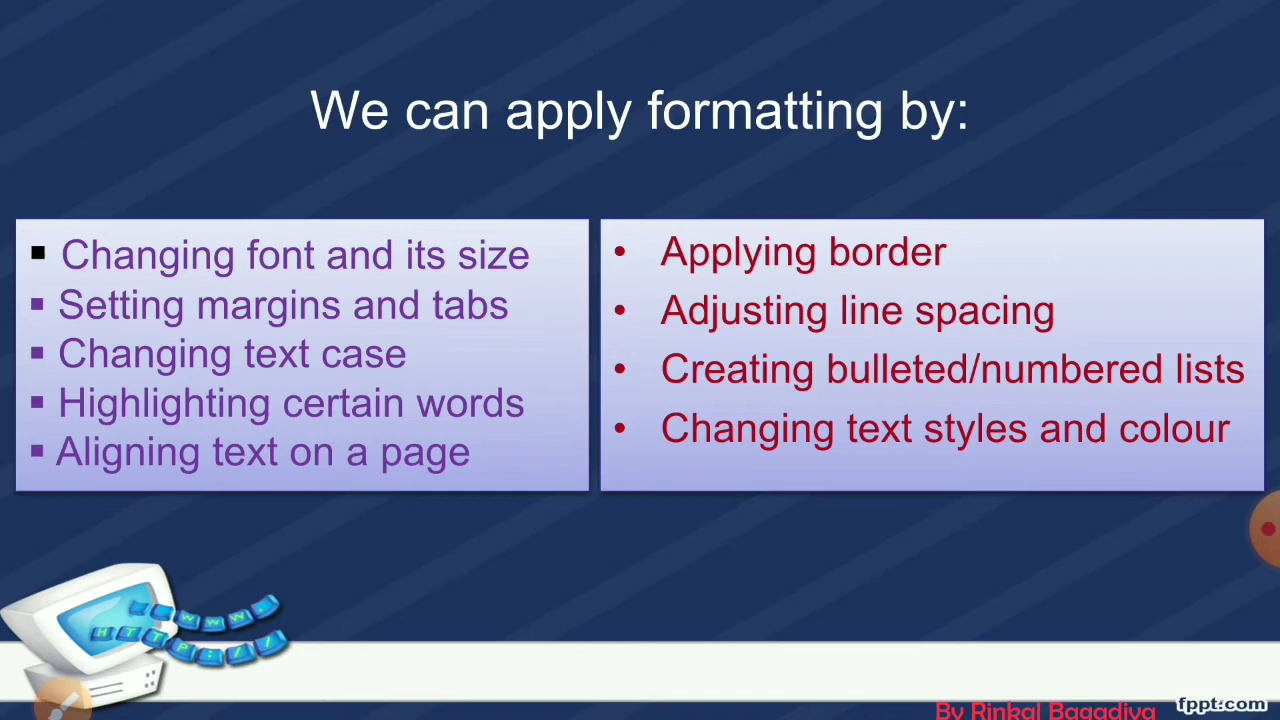 We can apply formatting by:
▪ Changing font and its size
▪ Setting margins and tabs
▪ Changing text case
▪ Highlighting certain words
▪ Aligning text on a page
• Applying border
• Adjusting line spacing
• Creating bulleted/numbered lists
• Changing text styles and colour
WWW.
HTTP://
By Rinkal Bagadiya
fppt.com